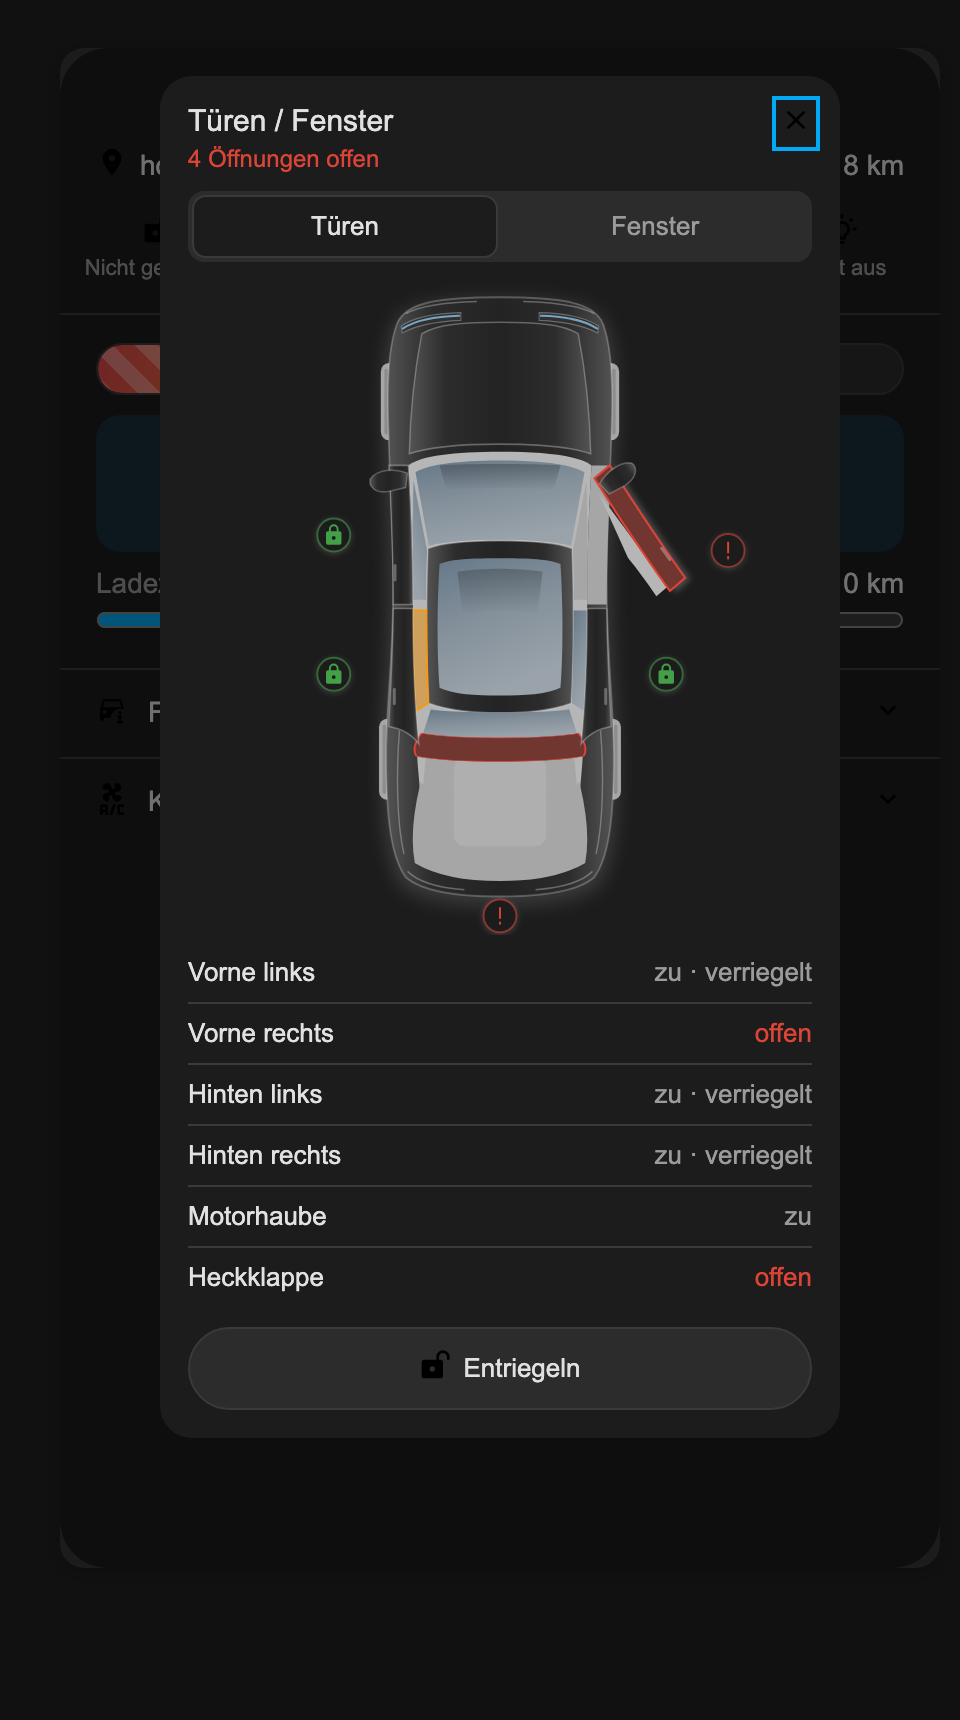 Türen / Fenster
4 Öffnungen offen
8 km
Türen
Fenster
Nicht
aus
0 km
A/C
Vorne links
zu · verriegelt
Vorne rechts
offen
Hinten links
zu · verriegelt
Hinten rechts
zu · verriegelt
Motorhaube
zu
Heckklappe
offen
Entriegeln